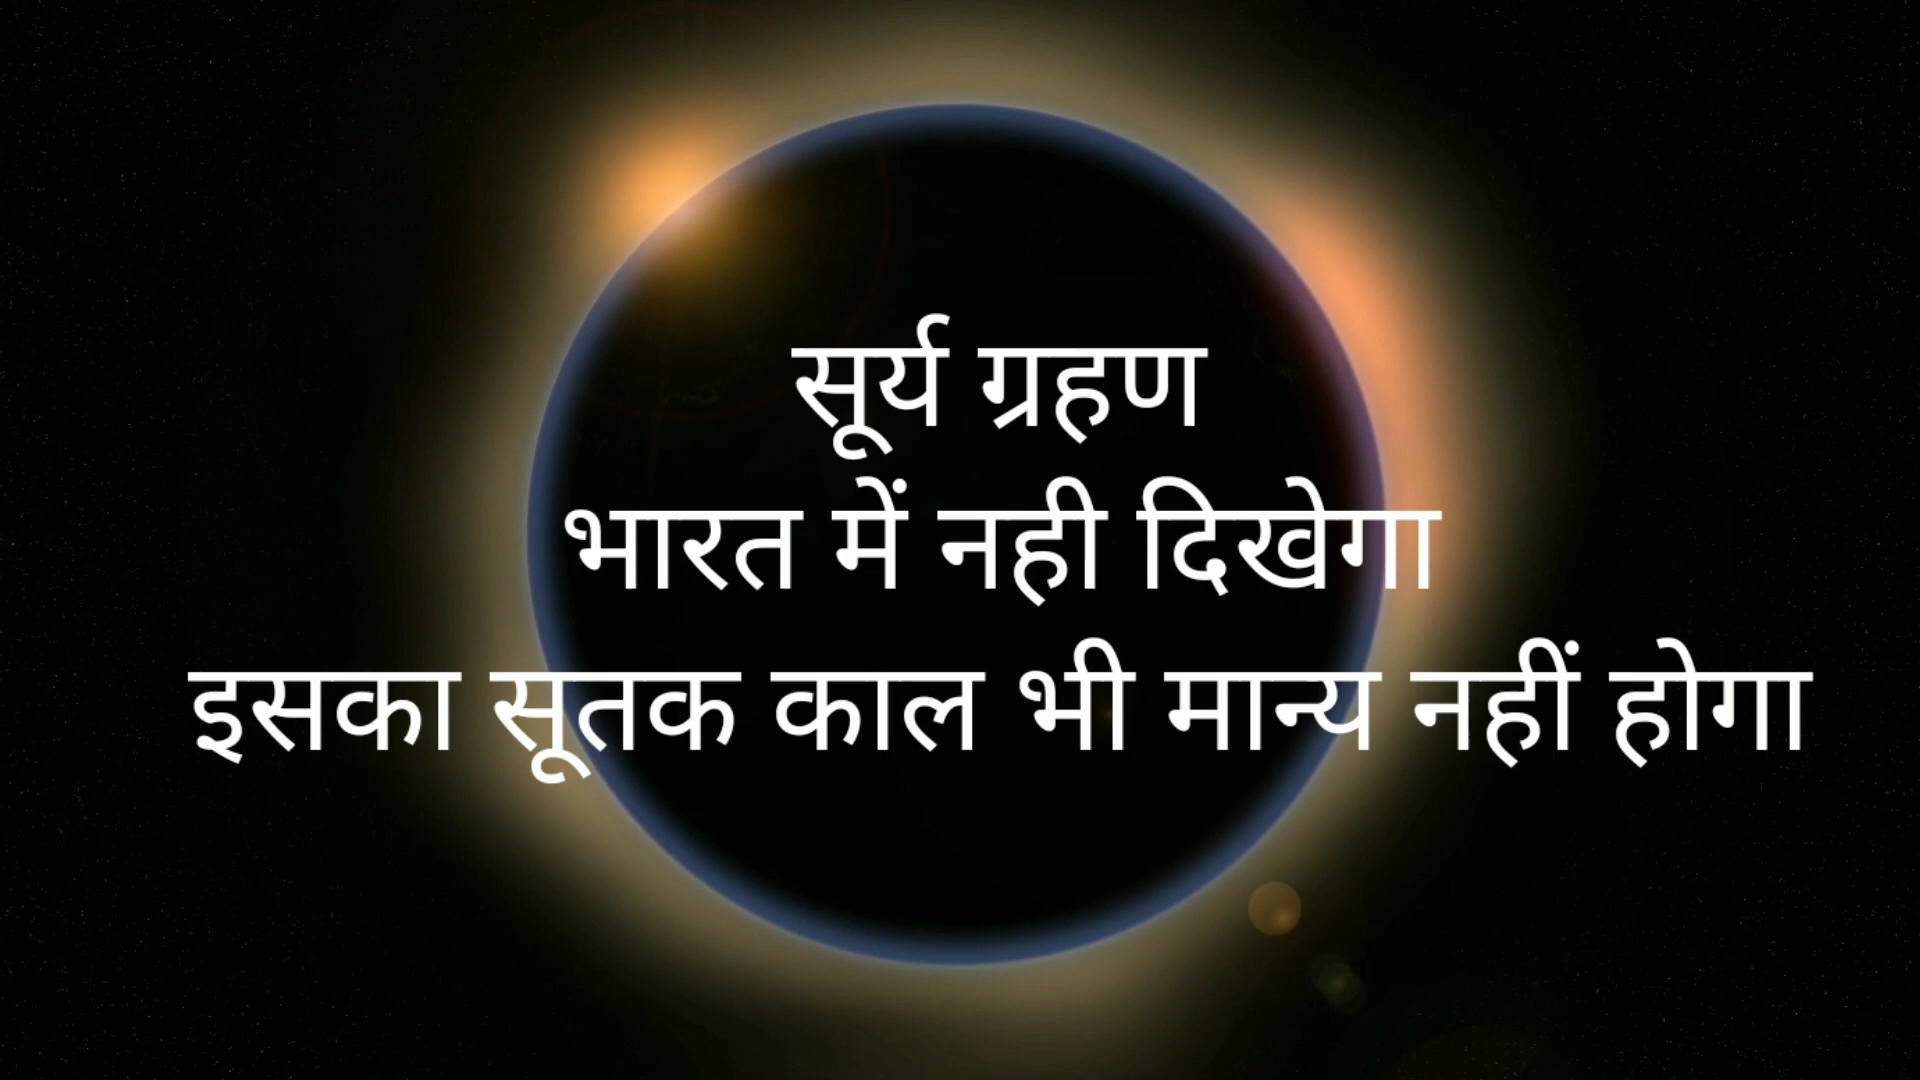 सूर्य ग्रहण
भारत में नही दिखेगा
इसका सूतक काल भी मान्य नहीं होगा